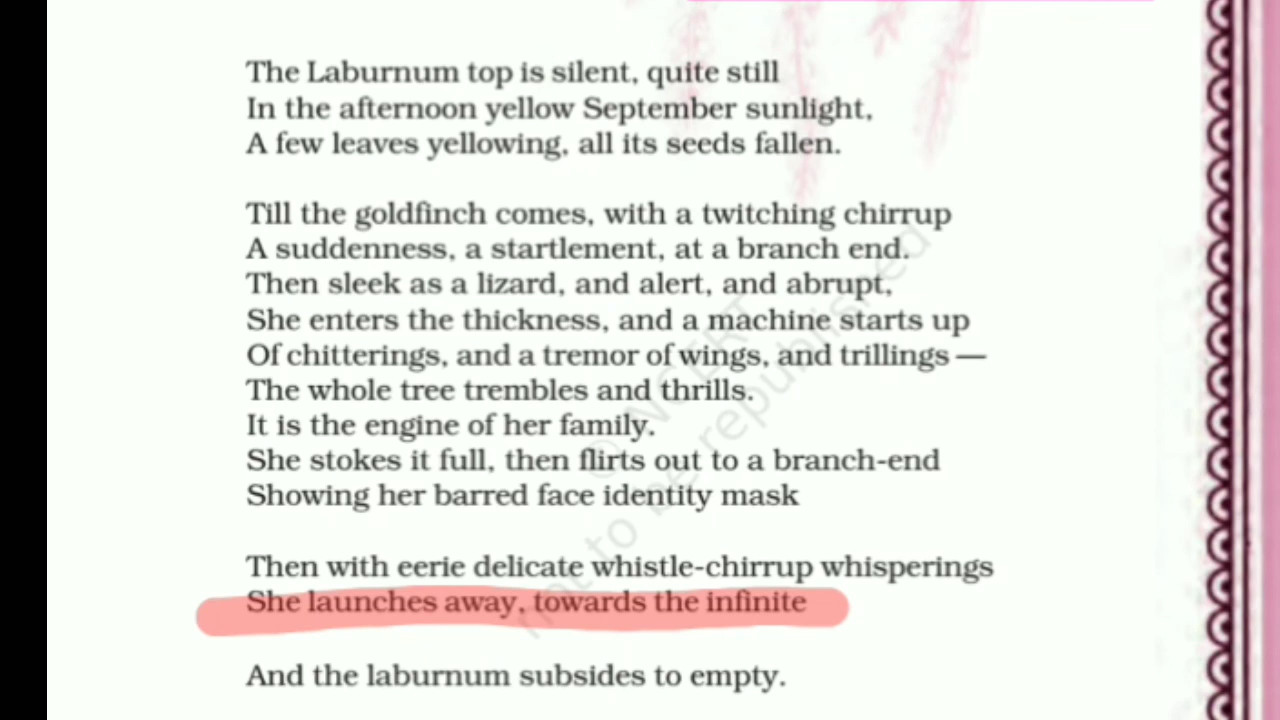 The Laburnum top is silent, quite still
In the afternoon yellow September sunlight,
A few leaves yellowing, all its seeds fallen.
Till the goldfinch comes, with a twitching chirrup
A suddenness, a startlement, at a branch end.
Then sleek as a lizard, and alert, and abrupt,
She enters the thickness, and a machine starts up
Of chitterings, and a tremor of wings, and trillings —
The whole tree trembles and thrills.
It is the engine of her family.
She stokes it full, then flirts out to a branch-end
Showing her barred face identity mask
Then with eerie delicate whistle-chirrup whisperings
She launches away, towards the infinite
And the laburnum subsides to empty.
© NCERT
not to be republished